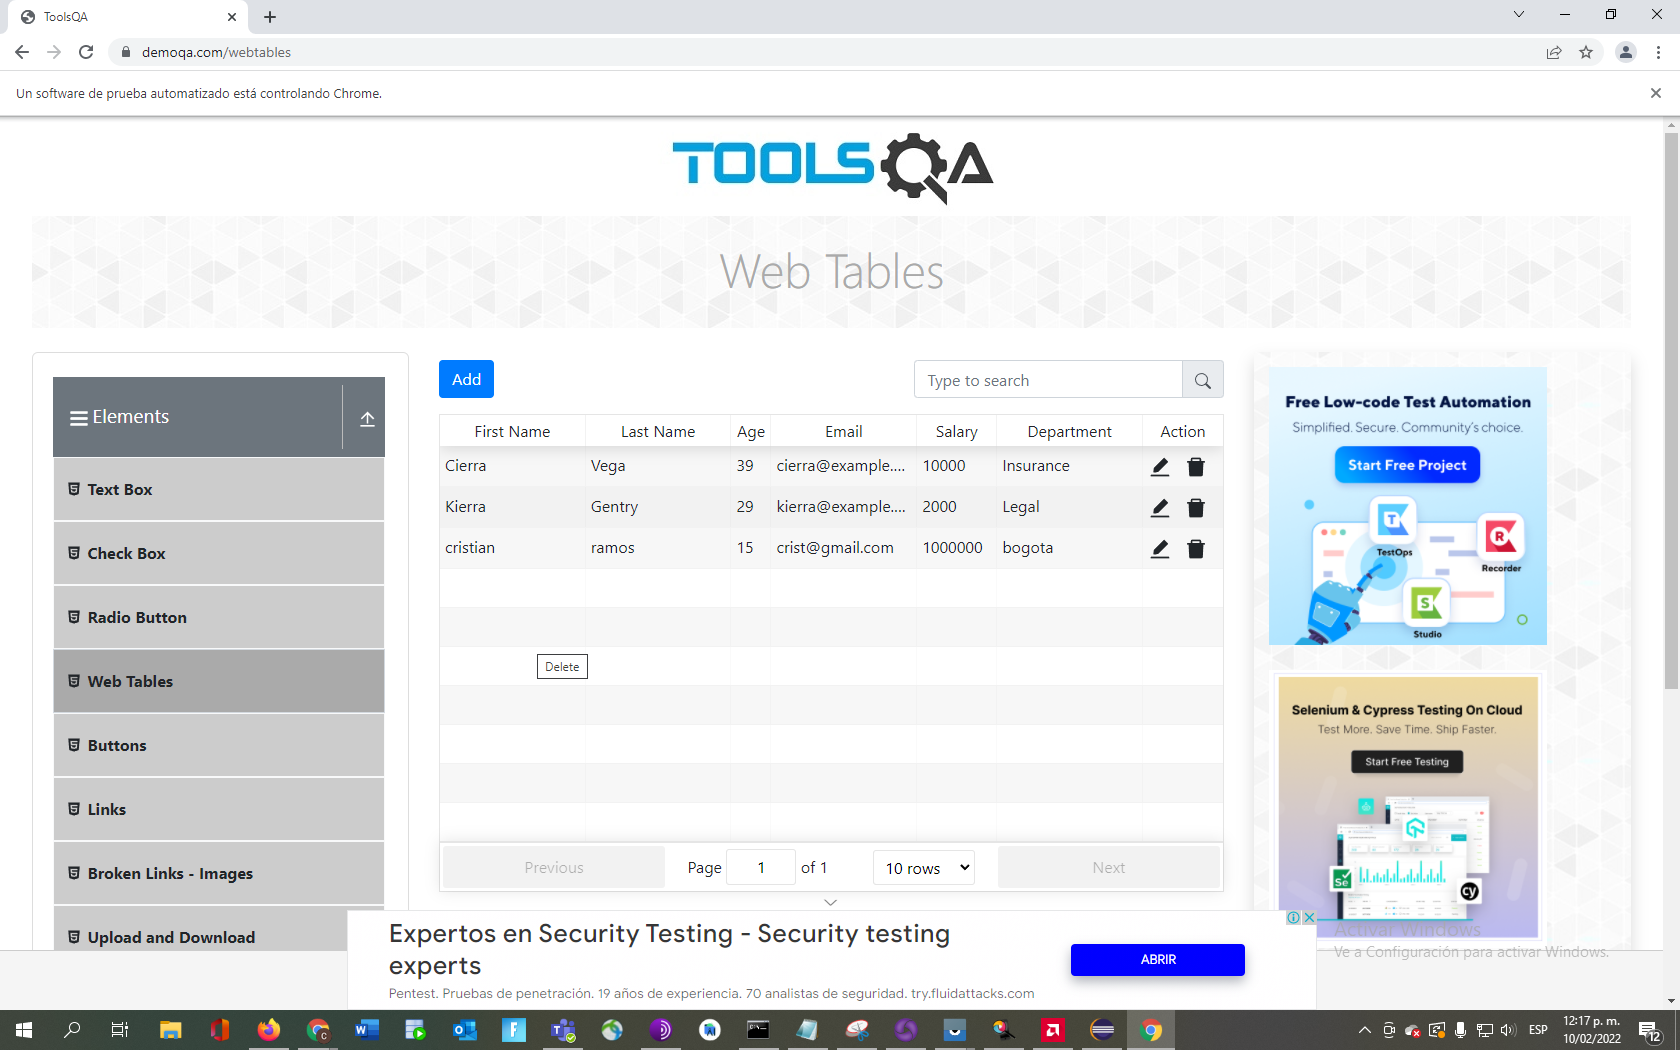 ToolsQA
demoqa.com/webtables
Un software de prueba automatizado está controlando Chrome.
TOOLSQA
Web Tables
Elements
Text Box
Check Box
Radio Button
Web Tables
Buttons
Links
Broken Links - Images
Upload and Download
Add
Type to search
First Name Last Name Age Email Salary Department Action
Cierra Vega 39 cierra@example.... 10000 Insurance
Kierra Gentry 29 kierra@example.... 2000 Legal
cristian ramos 15 crist@gmail.com 1000000 bogota
Delete
Previous Page 1 of 1 10 rows Next
Free Low-code Test Automation
Simplified. Secure. Community's choice.
Start Free Project
TestOps
Recorder
Studio
Selenium & Cypress Testing On Cloud
Test More. Save Time. Ship Faster.
Start Free Testing
Se
cy
Expertos en Security Testing - Security testing
experts
Pentest. Pruebas de penetración. 19 años de experiencia. 70 analistas de seguridad. try.fluidattacks.com
ABRIR
Activar Windows
Ve a Configuración para activar Windows.
ESP
12:17 p. m.
10/02/2022
12